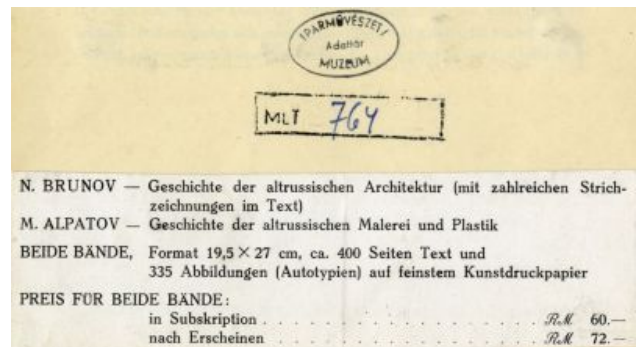 IPARMŰVÉSZETI
Adattár
MUZEUM
MLT 764
N. BRUNOV — Geschichte der altrussischen Architektur (mit zahlreichen Strich-
zeichnungen im Text)
M. ALPATOV — Geschichte der altrussischen Malerei und Plastik
BEIDE BÄNDE, Format 19,5 × 27 cm, ca. 400 Seiten Text und
335 Abbildungen (Autotypien) auf feinstem Kunstdruckpapier
PREIS FÜR BEIDE BÄNDE:
in Subskription . . . . . . . . . . . . . . . . RM 60.—
nach Erscheinen . . . . . . . . . . . . . . . . RM 72.—